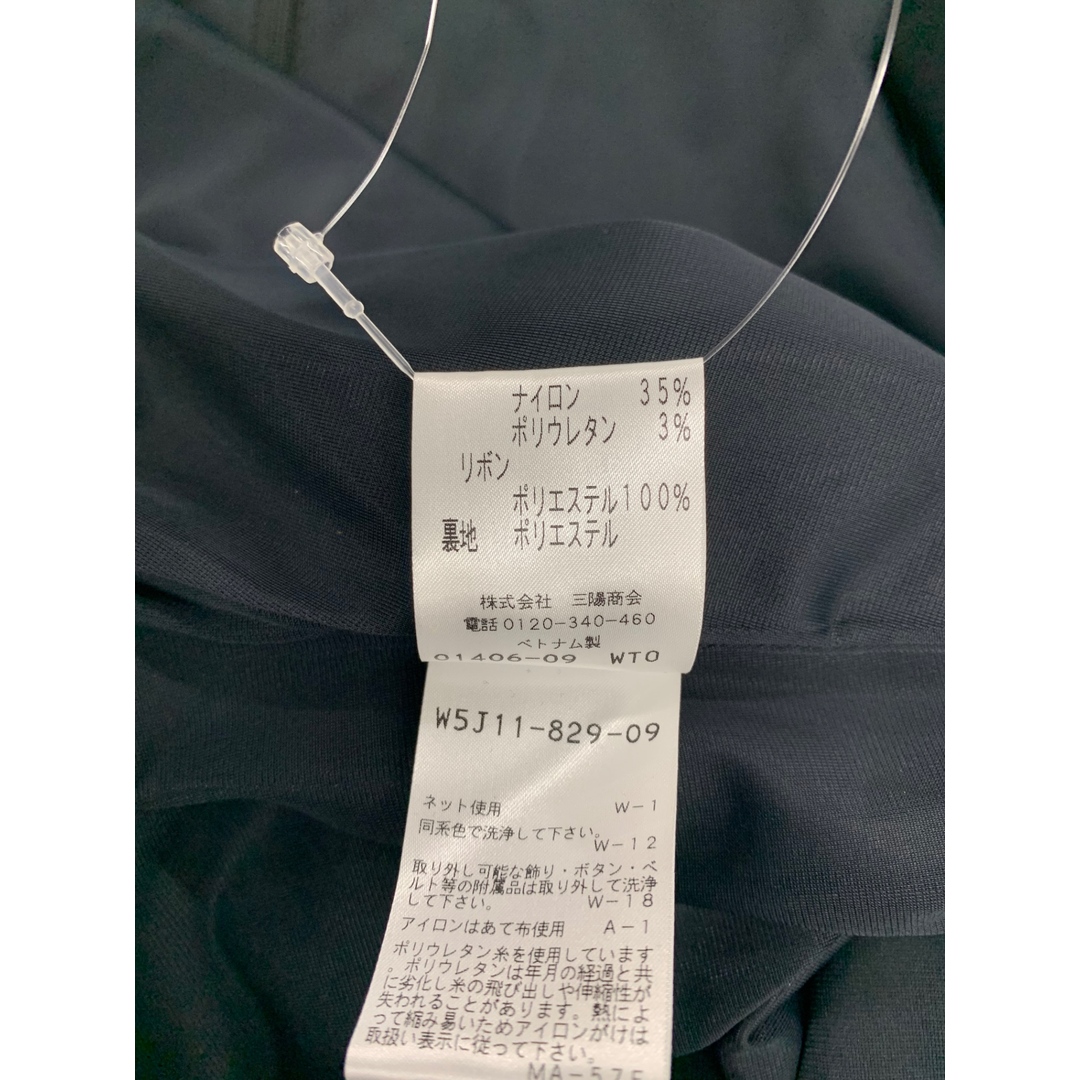 ナイロン 35%
ポリウレタン 3%
リボン
ポリエステル100%
裏地 ポリエステル
株式会社 三陽商会
電話0120-340-460
ベトナム製
01406-09 WTO
W5J11-829-09
ネット使用 W-1
同系色で洗浄して下さい。
W-12
取り外し可能な飾り・ボタン・ベ
ルト等の附属品は取り外して洗浄
して下さい。 W-18
アイロンはあて布使用 A-1
ポリウレタン糸を使用しています
。ポリウレタンは年月の経過と共
に劣化し糸の飛び出しや伸縮性が
失われることがあります。熱によ
って縮み易いためアイロンがけは
取扱い表示に従って下さい。